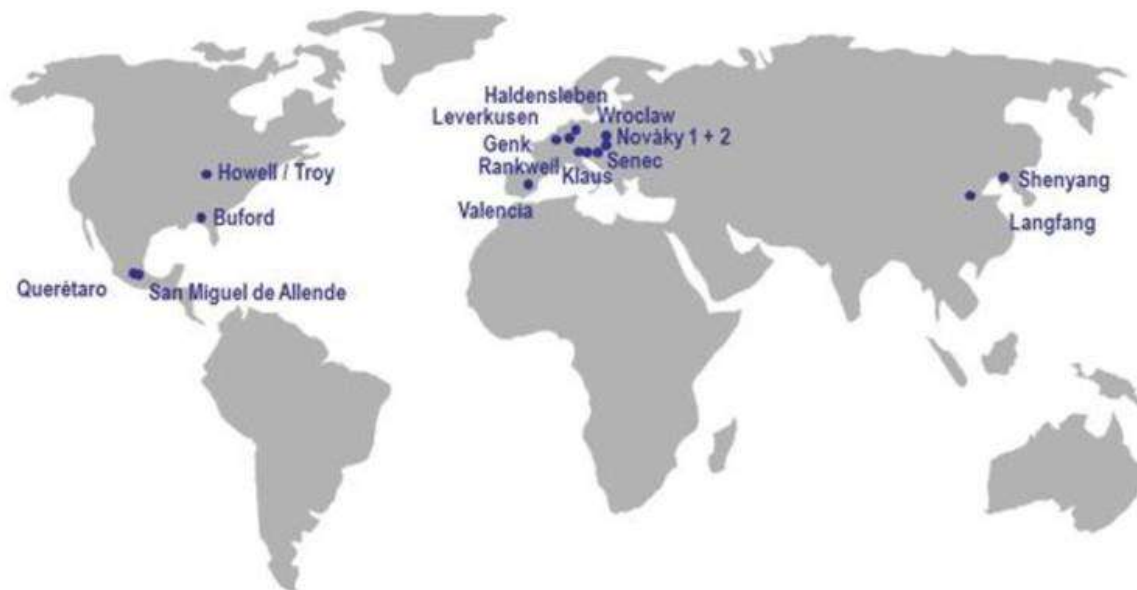 Haldensleben
Leverkusen
Wroclaw
Genk
Nováky 1 + 2
Rankweil
Klaus
Senec
Valencia
Howell / Troy
Buford
Querétaro
San Miguel de Allende
Shenyang
Langfang